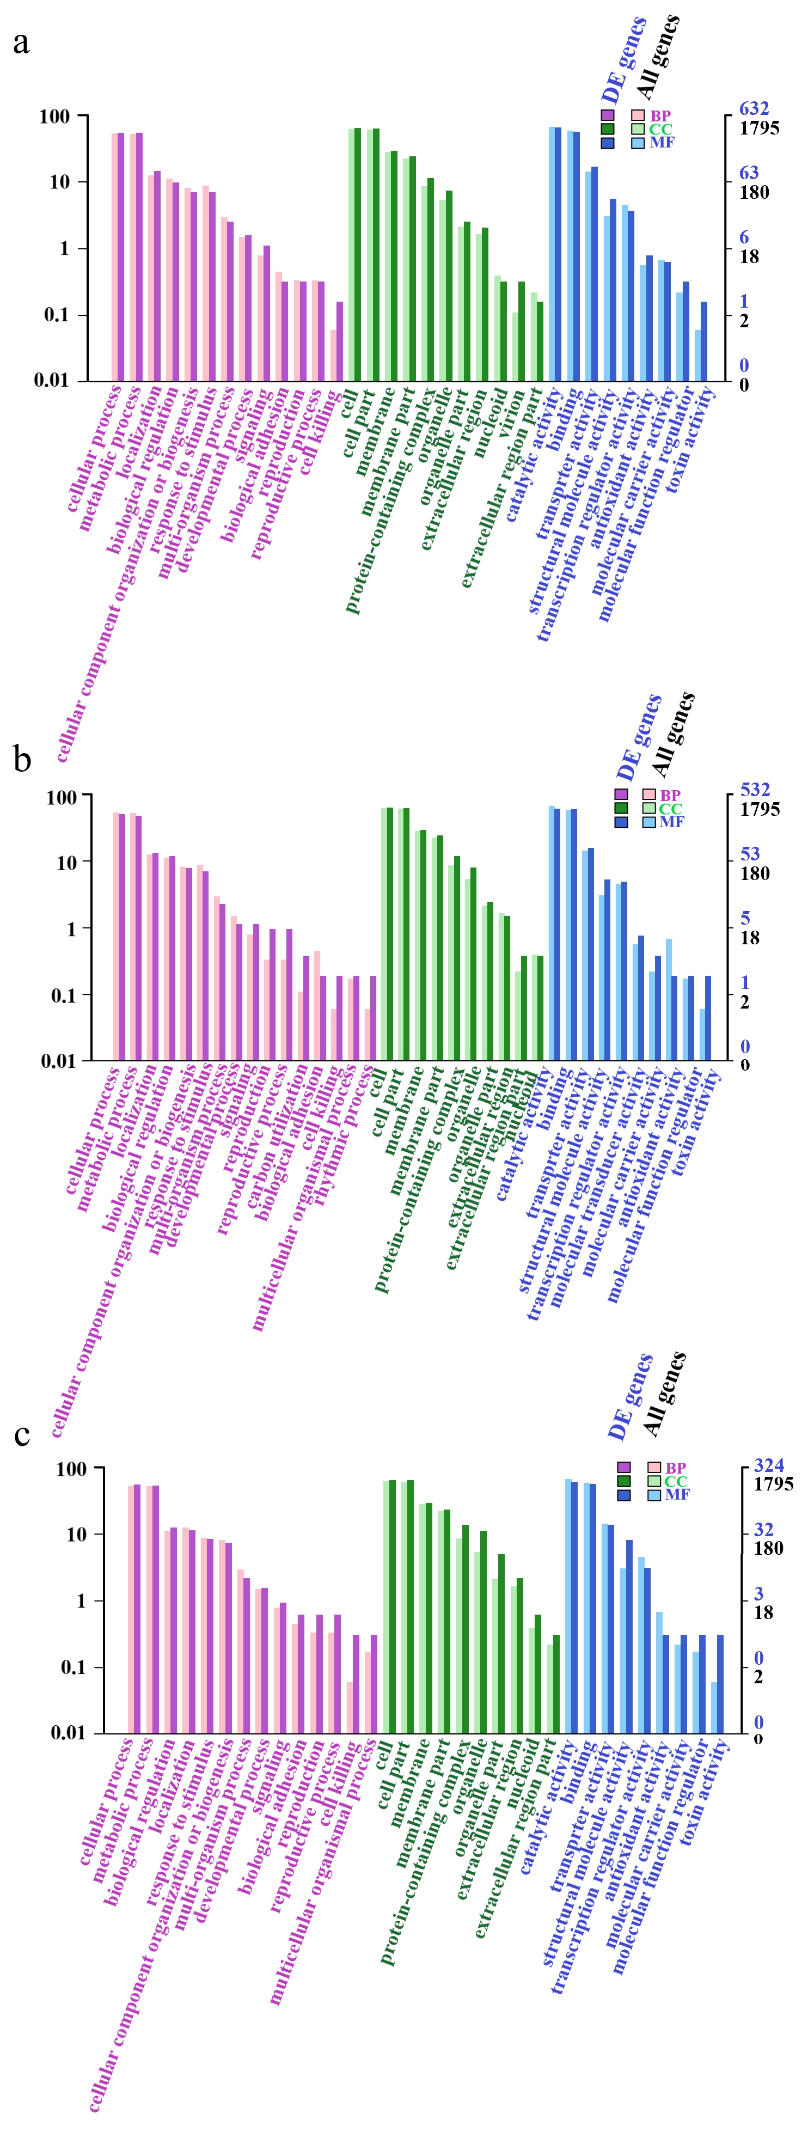 a
DE genes
All genes
BP
CC
MF
100
10
1
0.1
0.01
632
1795
63
180
6
18
1
2
0
0
cellular process
metabolic process
localization
biological regulation
cellular component organization or biogenesis
response to stimulus
multi-organism process
developmental process
signaling
biological adhesion
reproduction
reproductive process
cell killing
cell
cell part
membrane
membrane part
protein-containing complex
organelle
organelle part
extracellular region
nucleoid
virion
extracellular region part
catalytic activity
binding
transprter activity
structural molecule activity
transcription regulator activity
antioxidant activity
molecular carrier activity
molecular function regulator
toxin activity
b
DE genes
All genes
BP
CC
MF
100
10
1
0.1
0.01
532
1795
53
180
5
18
1
2
0
0
cellular process
metabolic process
localization
biological regulation
cellular component organization or biogenesis
response to stimulus
multi-organism process
developmental process
signaling
reproduction
reproductive process
carbon utilization
biological adhesion
cell killing
multicellular organismal process
rhythmic process
cell
cell part
membrane
membrane part
protein-containing complex
organelle
organelle part
extracellular region
extracellular region part
nucleoid
catalytic activity
binding
transprter activity
structural molecule activity
transcription regulator activity
molecular transducer activity
molecular carrier activity
antioxidant activity
molecular function regulator
toxin activity
c
DE genes
All genes
BP
CC
MF
100
10
1
0.1
0.01
324
1795
32
180
3
18
0
2
0
0
cellular process
metabolic process
biological regulation
localization
response to stimulus
cellular component organization or biogenesis
multi-organism process
developmental process
signaling
biological adhesion
reproduction
reproductive process
cell killing
multicellular organismal process
cell
cell part
membrane
membrane part
protein-containing complex
organelle
organelle part
extracellular region
nucleoid
extracellular region part
catalytic activity
binding
transprter activity
structural molecule activity
transcription regulator activity
antioxidant activity
molecular carrier activity
molecular function regulator
toxin activity